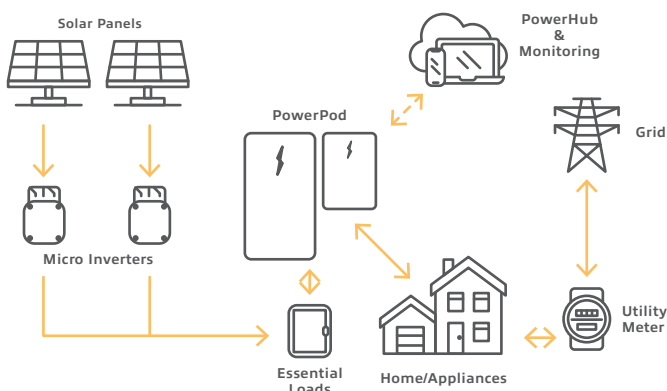 Solar Panels
PowerHub
&
Monitoring
PowerPod
Grid
Micro Inverters
Utility
Meter
Essential
Loads
Home/Appliances